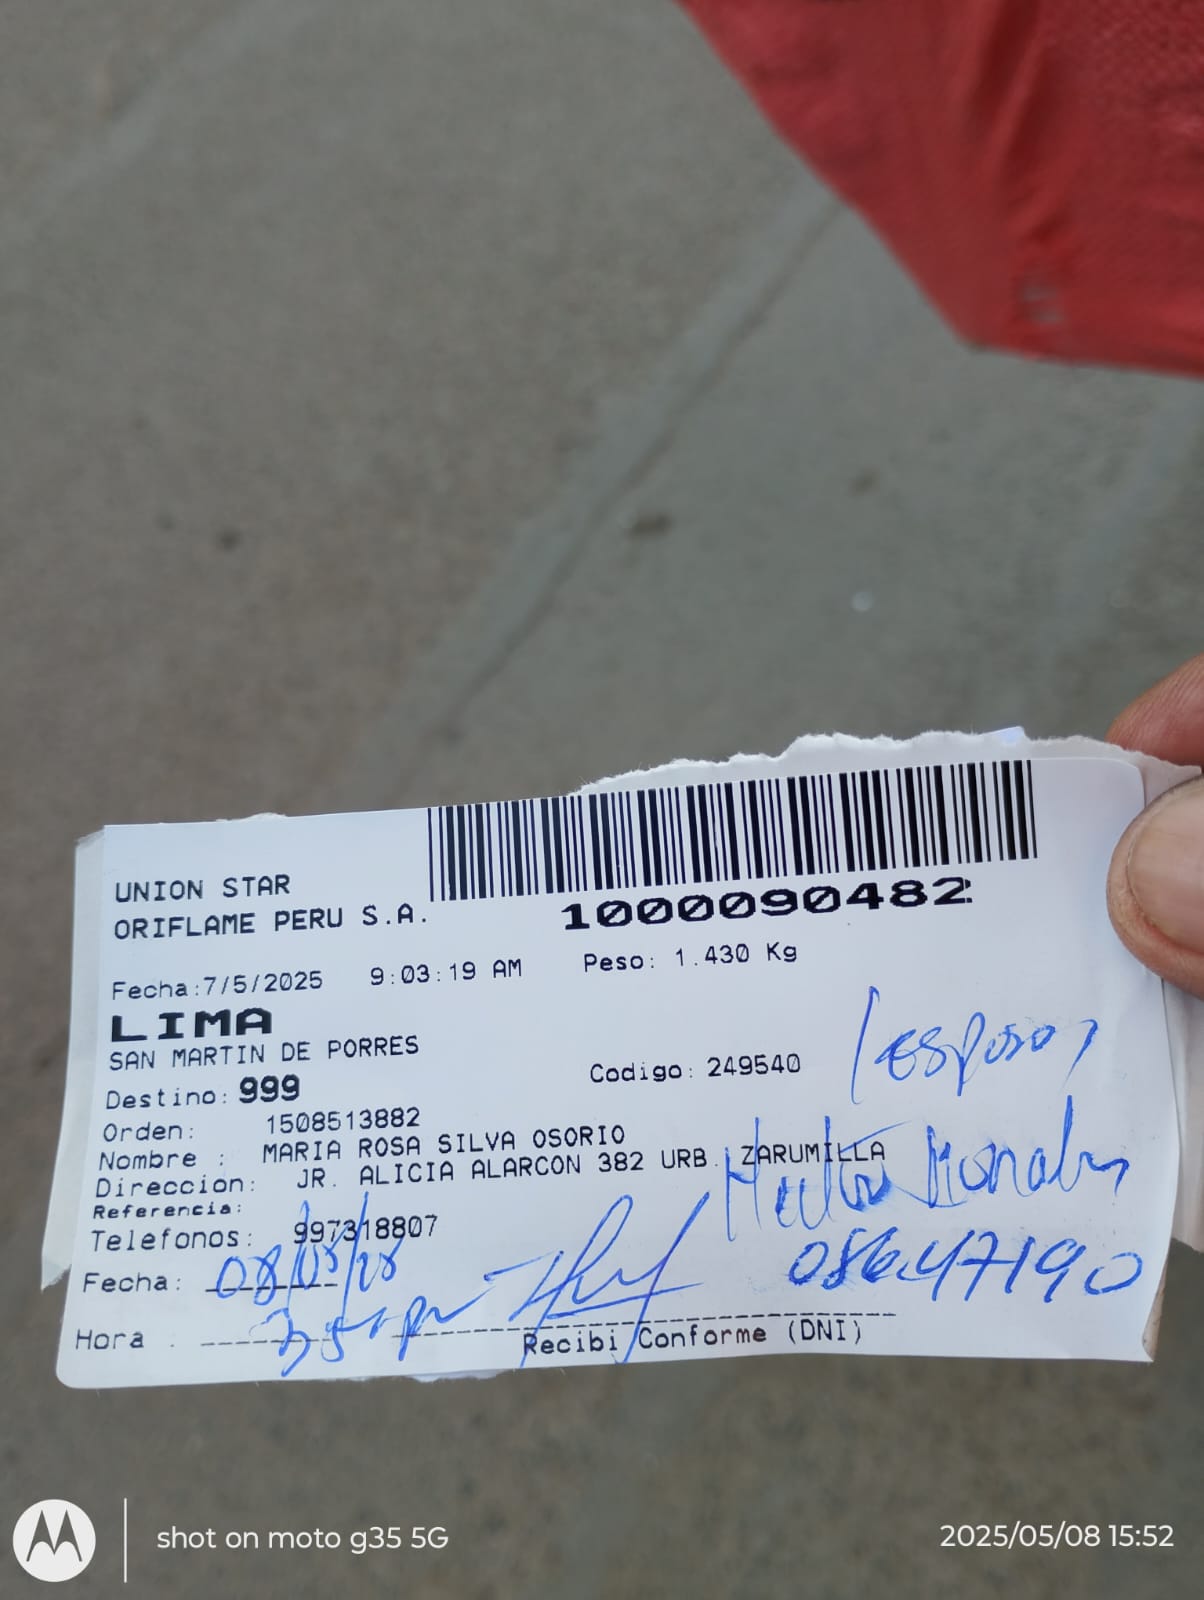 UNION STAR
ORIFLAME PERU S.A.
1000090482
Fecha:7/5/2025 9:03:19 AM Peso: 1.430 Kg
LIMA
SAN MARTIN DE PORRES
Destino: 999 Codigo: 249540 (esposo)
Orden: 1508513882
Nombre : MARIA ROSA SILVA OSORIO
Direccion: JR. ALICIA ALARCON 382 URB. ZARUMILLA
Referencia:
Telefonos: 997318807
Fecha: 08/05/25
Hora :
Recibi Conforme (DNI)
shot on moto g35 5G
2025/05/08 15:52